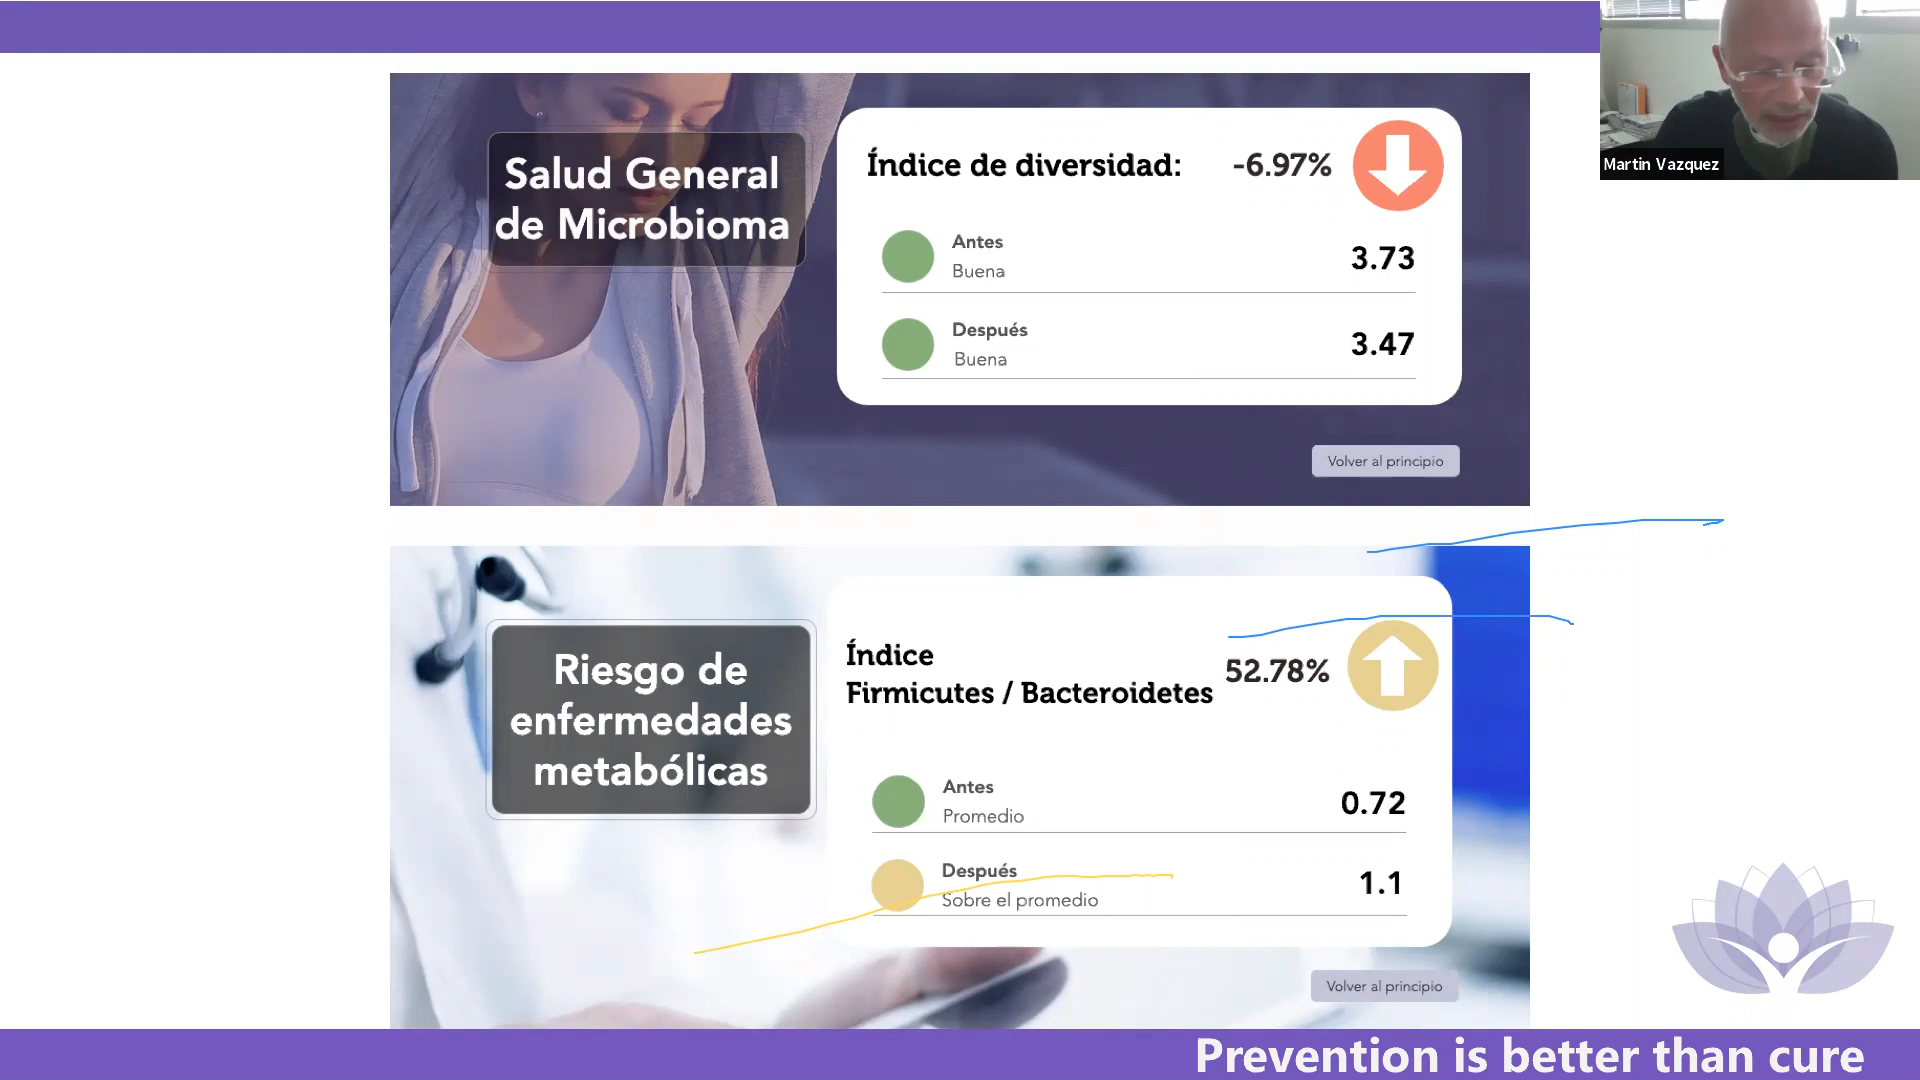 Martin Vazquez
Salud General
de Microbioma
Índice de diversidad: -6.97%
Antes
Buena
3.73
Después
Buena
3.47
Volver al principio
Riesgo de
enfermedades
metabólicas
Índice
Firmicutes / Bacteroidetes
52.78%
Antes
Promedio
0.72
Después
Sobre el promedio
1.1
Volver al principio
Prevention is better than cure